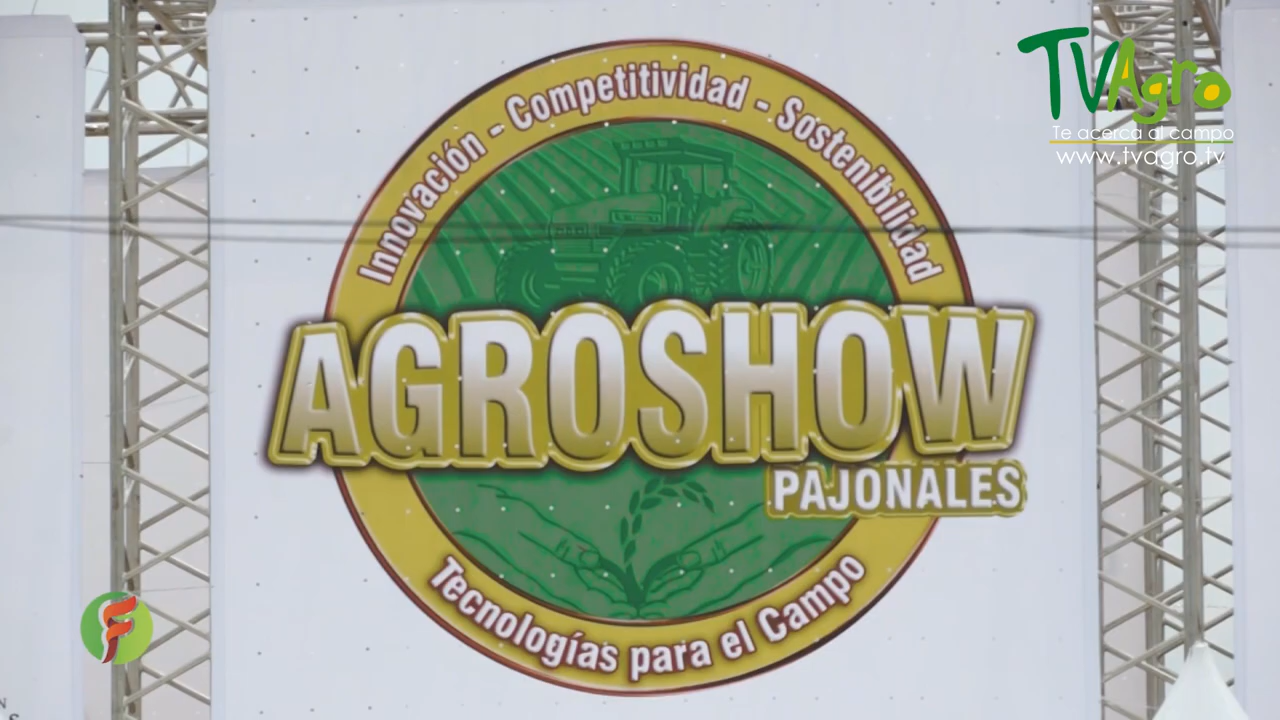 TVAgro
Te acerca al campo
www.tvagro.tv
Innovación - Competitividad - Sostenibilidad
AGROSHOW
PAJONALES
Tecnologías para el Campo
F